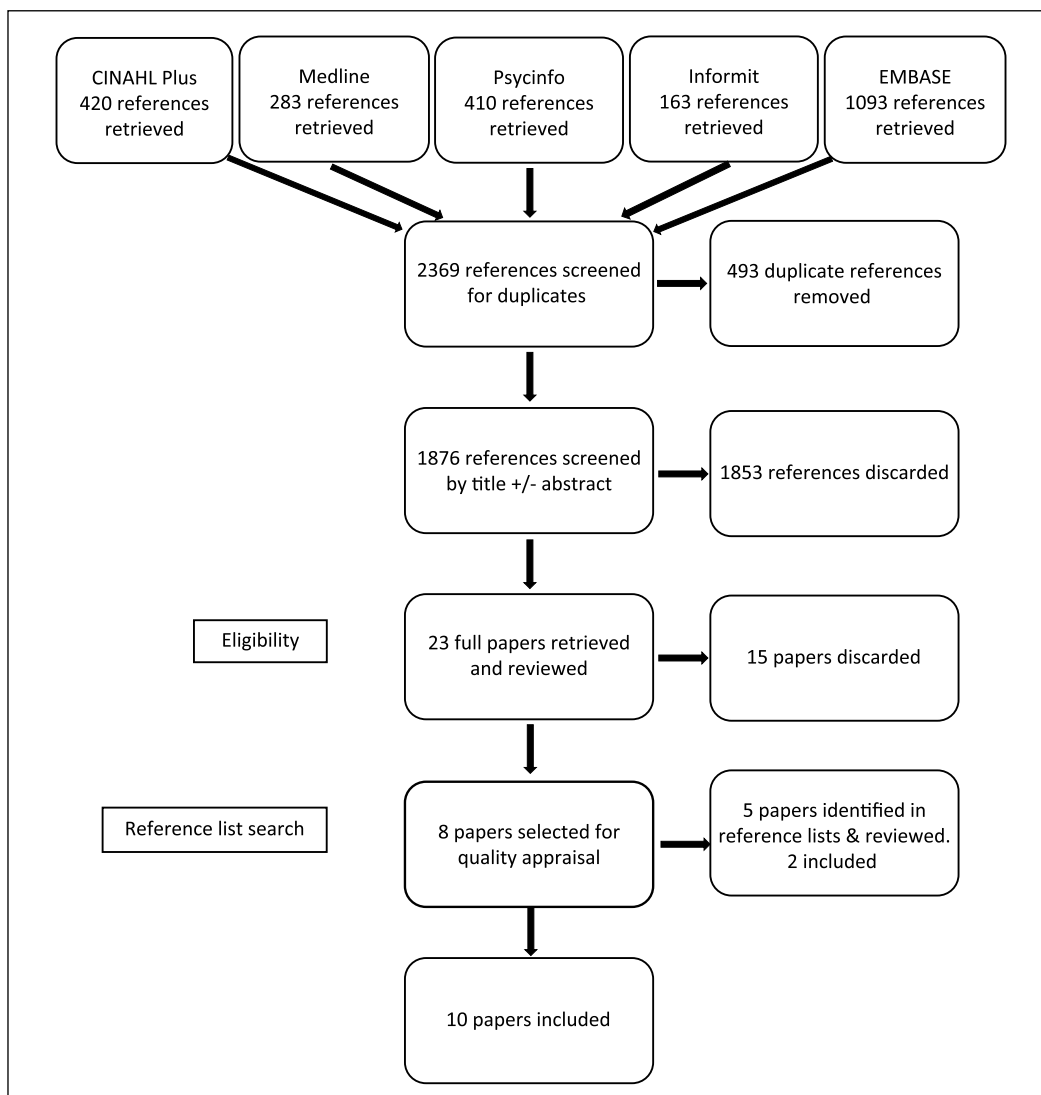 CINAHL Plus
420 references
retrieved
Medline
283 references
retrieved
Psycinfo
410 references
retrieved
Informit
163 references
retrieved
EMBASE
1093 references
retrieved
2369 references screened
for duplicates
493 duplicate references
removed
1876 references screened
by title +/- abstract
1853 references discarded
Eligibility
23 full papers retrieved
and reviewed
15 papers discarded
Reference list search
8 papers selected for
quality appraisal
5 papers identified in
reference lists & reviewed.
2 included
10 papers included